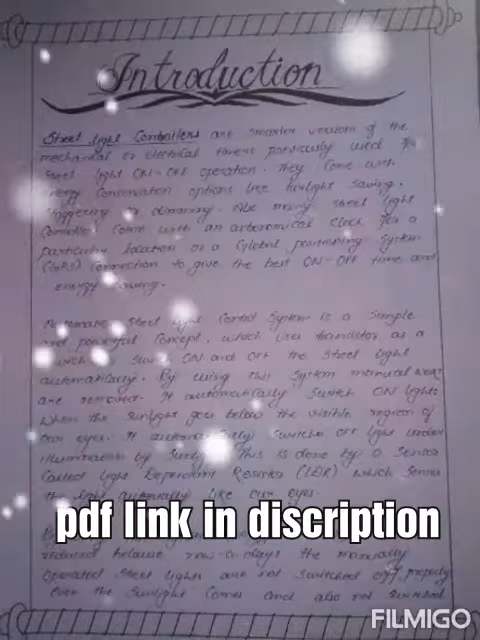 Introduction
Street light Controllers are smarter version of the
mechanical or electrical timers previously used for
street light ON-OFF operation. They Come with
energy Conservation options like twilight Saving,
Staggering or dimming. Also many street light
Controllers Come with an astronomical clock for a
particular location or a Global positioning System
(GPS) Connection to give the best ON-OFF time and
energy Saving.
Automatic Street light Control System is a Simple
and powerful Concept, which uses transistor as a
Switch to Switch ON and OFF the street light
automatically. By using this System manual work
are removed. It automatically Switch ON lights
when the Sunlight goes below the visible region of
our eyes. It automatically Switches OFF light under
illumination by Sunlight. This is done by a Sensor
Called light Dependent Resistor (LDR) which senses
the light automatically like our eyes.
pdf link in discription
reduced because now-a-days the manually
operated street lights are not switched off properly
even the Sunlight Comes and also not switched
FILMIGO